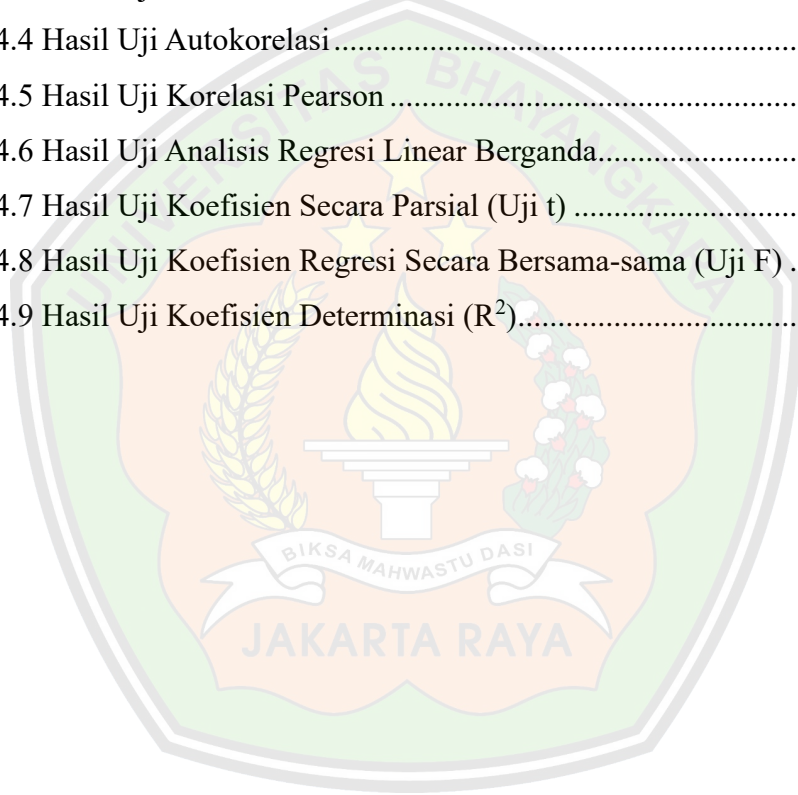 4.4 Hasil Uji Autokorelasi....................................................
4.5 Hasil Uji Korelasi Pearson ..............................................
4.6 Hasil Uji Analisis Regresi Linear Berganda.......................
4.7 Hasil Uji Koefisien Secara Parsial (Uji t) .........................
4.8 Hasil Uji Koefisien Regresi Secara Bersama-sama (Uji F) .
4.9 Hasil Uji Koefisien Determinasi (R²)................................
UNIVERSITAS BHAYANGKARA
BIKSA MAHWASTU DASI
JAKARTA RAYA